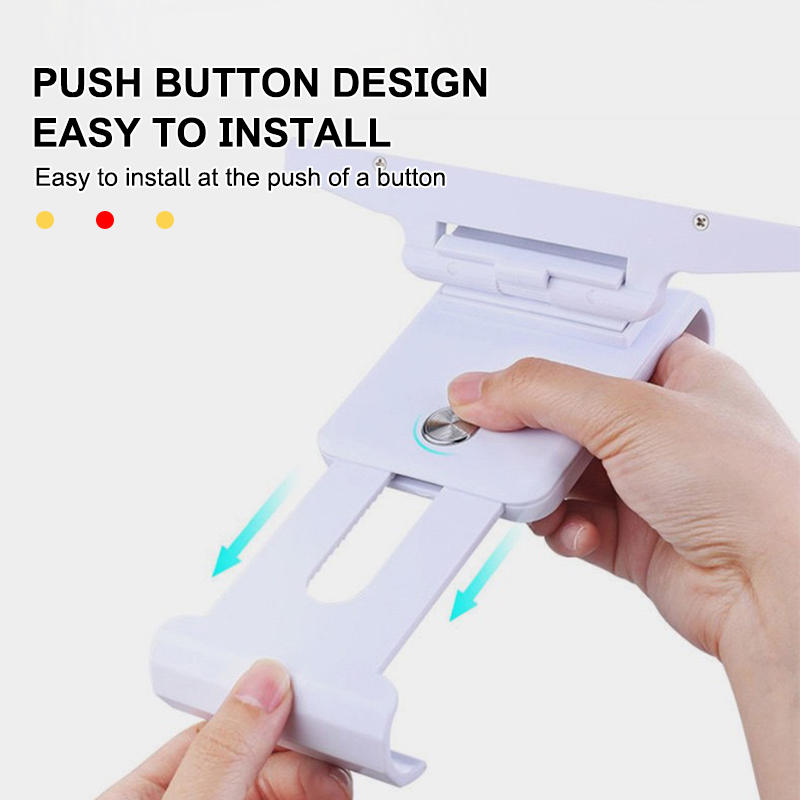 PUSH BUTTON DESIGN
EASY TO INSTALL
Easy to install at the push of a button